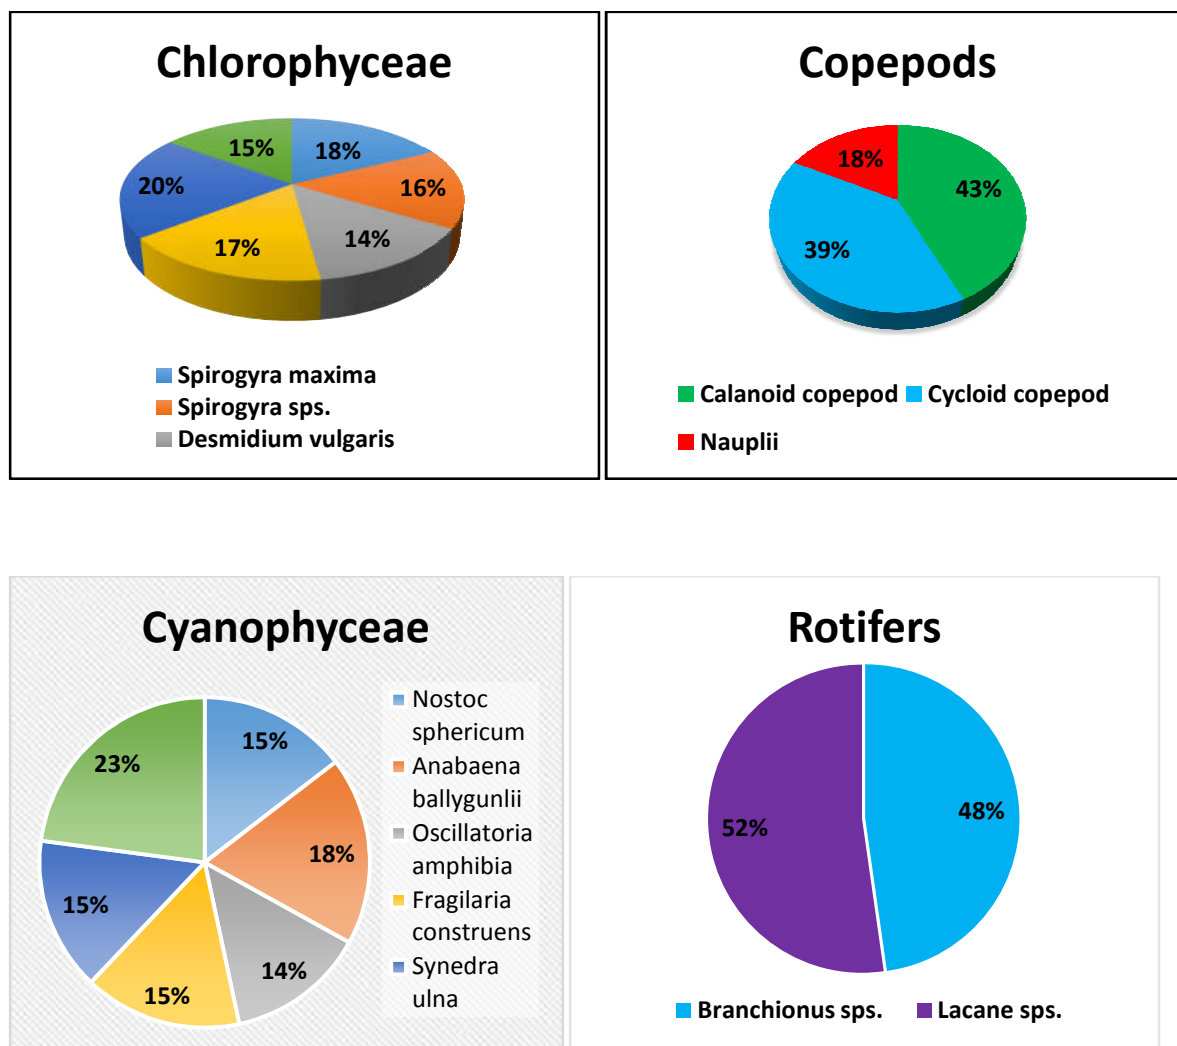 Chlorophyceae
15%
18%
20%
16%
17%
14%
Spirogyra maxima
Spirogyra sps.
Desmidium vulgaris
Copepods
18%
43%
39%
Calanoid copepod Cycloid copepod
Nauplii
Cyanophyceae
15%
23%
18%
15%
14%
15%
Nostoc
sphericum
Anabaena
ballygunlii
Oscillatoria
amphibia
Fragilaria
construens
Synedra
ulna
Rotifers
52%
48%
Branchionus sps. Lacane sps.